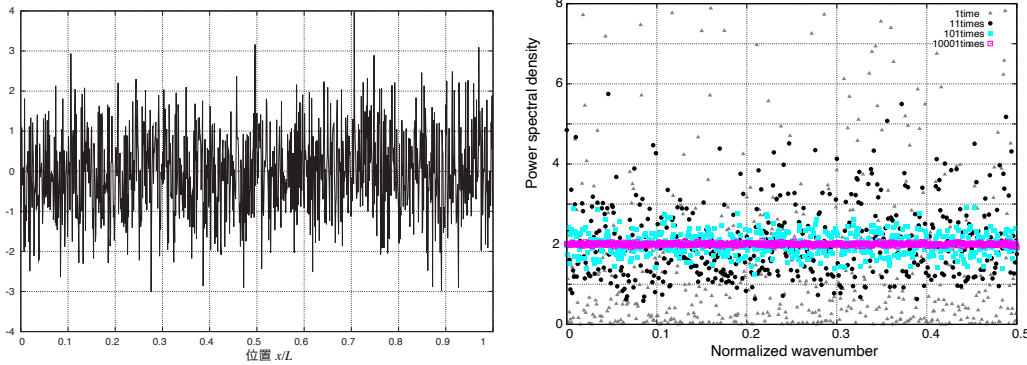 4
3
2
1
0
-1
-2
-3
-4
0 0.1 0.2 0.3 0.4 0.5 0.6 0.7 0.8 0.9 1
位置 x/L
8
6
4
2
0
Power spectral density
1time
11times
101times
10001times
0 0.1 0.2 0.3 0.4 0.5
Normalized wavenumber